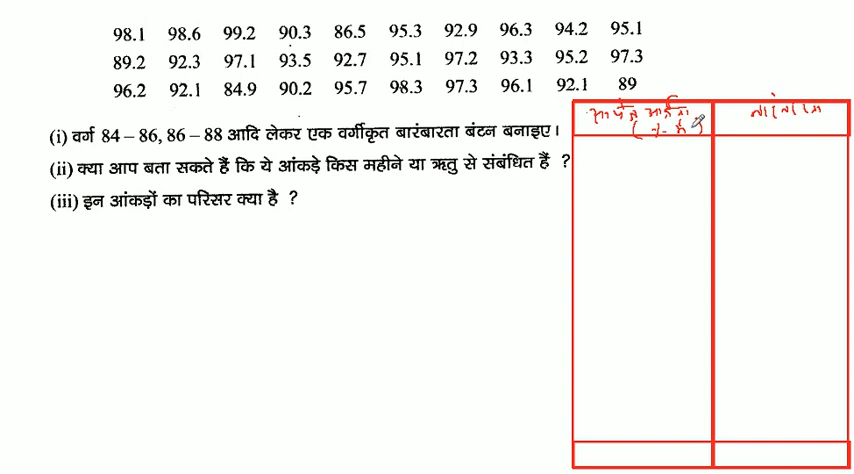 98.1 98.6 99.2 90.3 86.5 95.3 92.9 96.3 94.2 95.1
89.2 92.3 97.1 93.5 92.7 95.1 97.2 93.3 95.2 97.3
96.2 92.1 84.9 90.2 95.7 98.3 97.3 96.1 92.1 89
(i) वर्ग 84 – 86, 86 – 88 आदि लेकर एक वर्गीकृत बारंबारता बंटन बनाइए।
(ii) क्या आप बता सकते हैं कि ये आंकड़े किस महीने या ऋतु से संबंधित हैं ?
(iii) इन आंकड़ों का परिसर क्या है ?